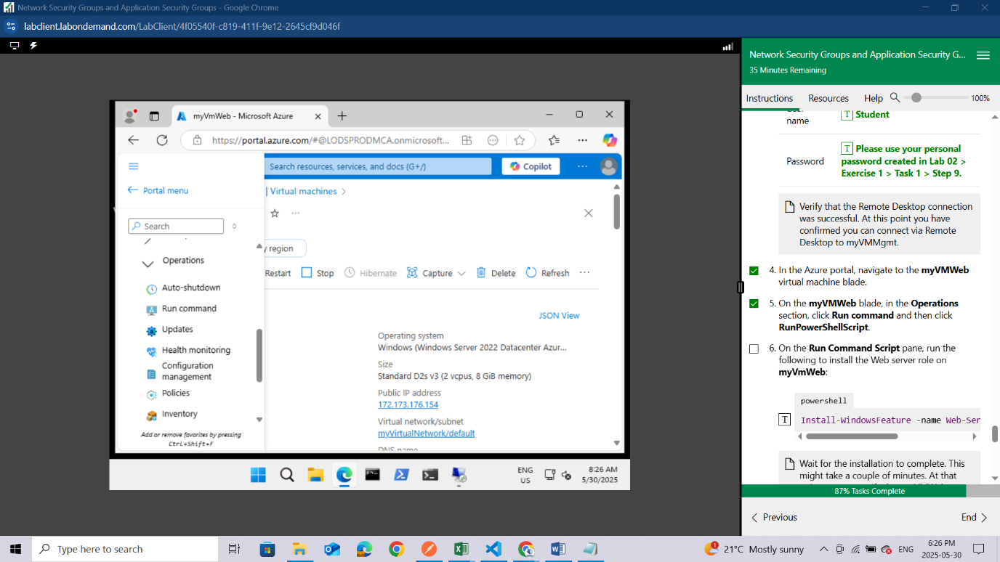 Network Security Groups and Application Security Groups - Google Chrome
labclient.labondemand.com/LabClient/4f05540f-c819-411f-9e12-2645cf9d046f
myVmWeb - Microsoft Azure
https://portal.azure.com/#@LODSPRODMCA.onmicrosoft...
Search resources, services, and docs (G+/)
Copilot
Portal menu
Virtual machines
Search
y region
Restart
Stop
Hibernate
Capture
Delete
Refresh
Operations
Auto-shutdown
Run command
Updates
Health monitoring
Configuration
management
Policies
Inventory
Add or remove favorites by pressing
Ctrl+Shift+F
JSON View
Operating system
Windows (Windows Server 2022 Datacenter Azur...
Size
Standard D2s v3 (2 vcpus, 8 GiB memory)
Public IP address
172.173.176.154
Virtual network/subnet
myVirtualNetwork/default
DNS name
ENG
US
8:26 AM
5/30/2025
Network Security Groups and Application Security G...
35 Minutes Remaining
Instructions
Resources
Help
100%
name
T Student
Password
T Please use your personal
password created in Lab 02 >
Exercise 1 > Task 1 > Step 9.
Verify that the Remote Desktop connection
was successful. At this point you have
confirmed you can connect via Remote
Desktop to myVMMgmt.
4. In the Azure portal, navigate to the myVMWeb
virtual machine blade.
5. On the myVMWeb blade, in the Operations
section, click Run command and then click
RunPowerShellScript.
6. On the Run Command Script pane, run the
following to install the Web server role on
myVmWeb:
powershell
T Install-WindowsFeature -name Web-Ser
Wait for the installation to complete. This
might take a couple of minutes. At that
87% Tasks Complete
Previous
End
Type here to search
1
21°C Mostly sunny
ENG
6:26 PM
2025-05-30